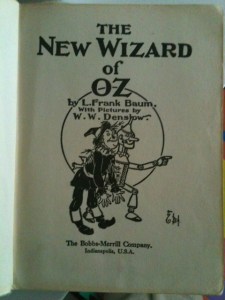 THE
NEW WIZARD
of
OZ
by L. Frank Baum.
With Pictures by
W. W. Denslow.
The Bobbs-Merrill Company.
Indianapolis, U.S.A.